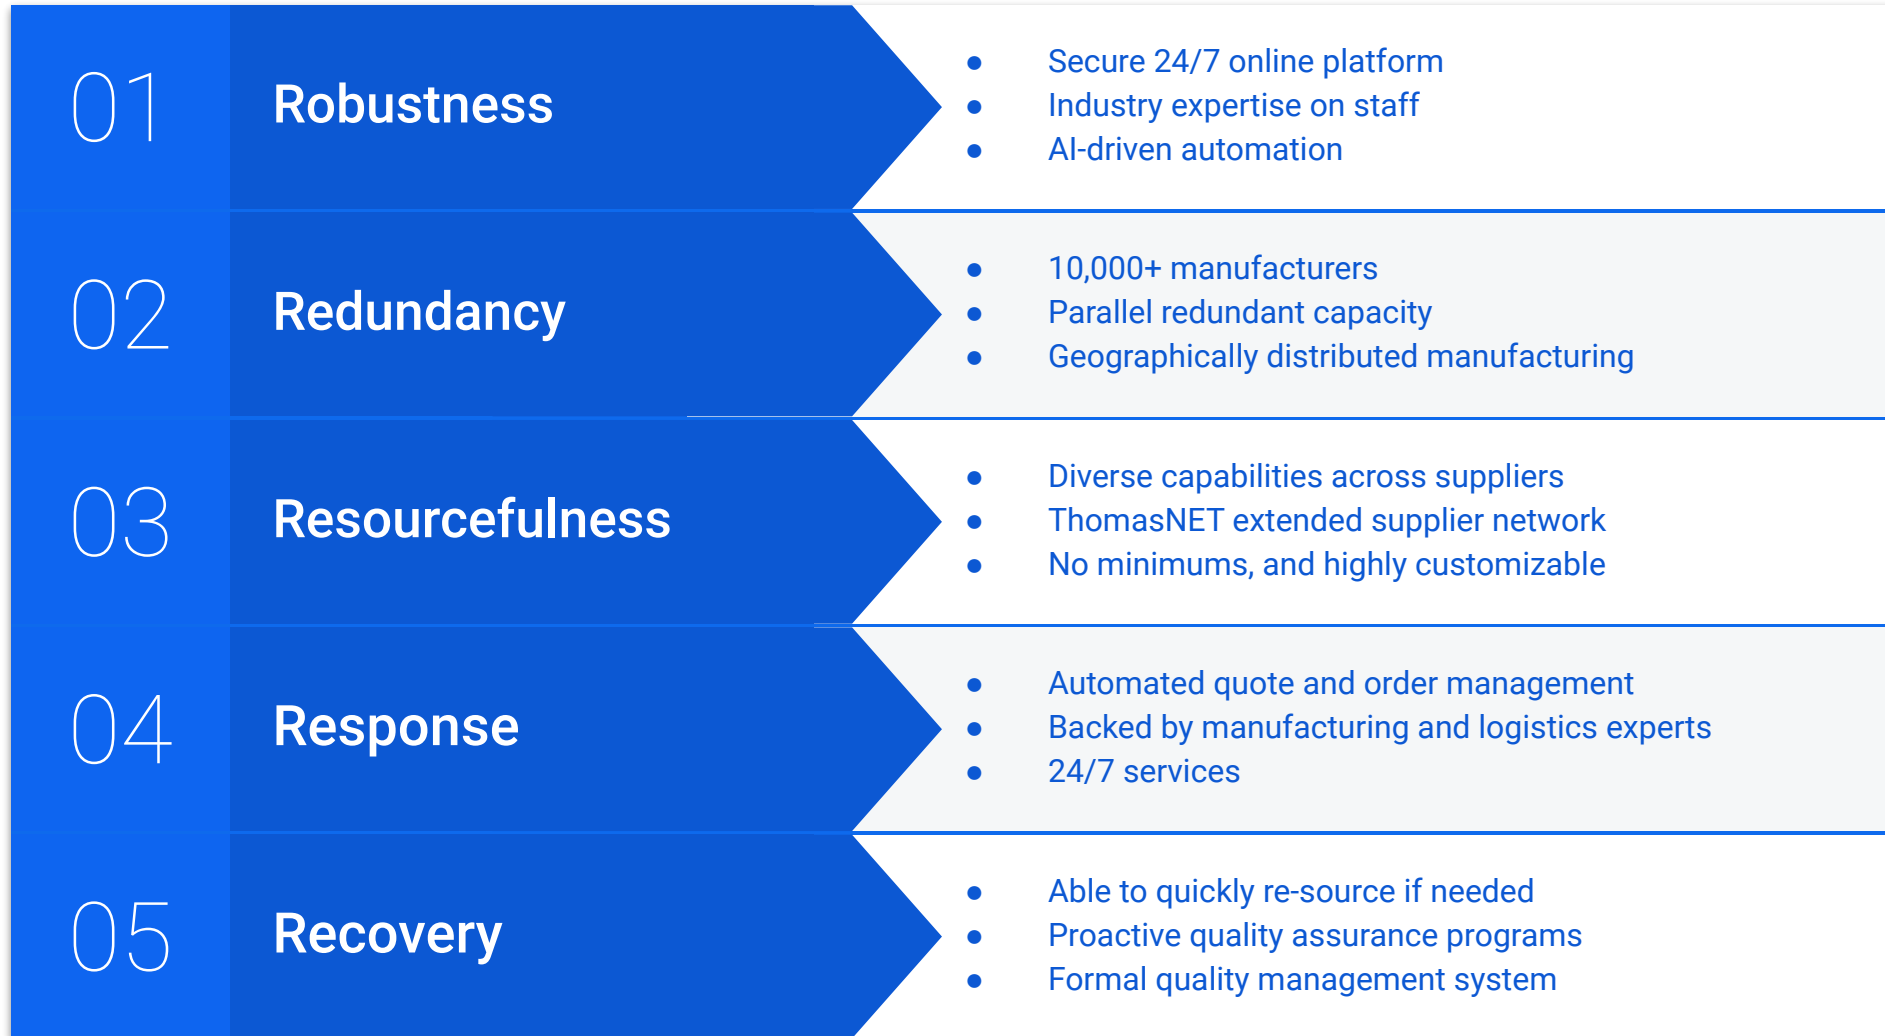 01
Robustness
● Secure 24/7 online platform
● Industry expertise on staff
● AI-driven automation
02
Redundancy
● 10,000+ manufacturers
● Parallel redundant capacity
● Geographically distributed manufacturing
03
Resourcefulness
● Diverse capabilities across suppliers
● ThomasNET extended supplier network
● No minimums, and highly customizable
04
Response
● Automated quote and order management
● Backed by manufacturing and logistics experts
● 24/7 services
05
Recovery
● Able to quickly re-source if needed
● Proactive quality assurance programs
● Formal quality management system